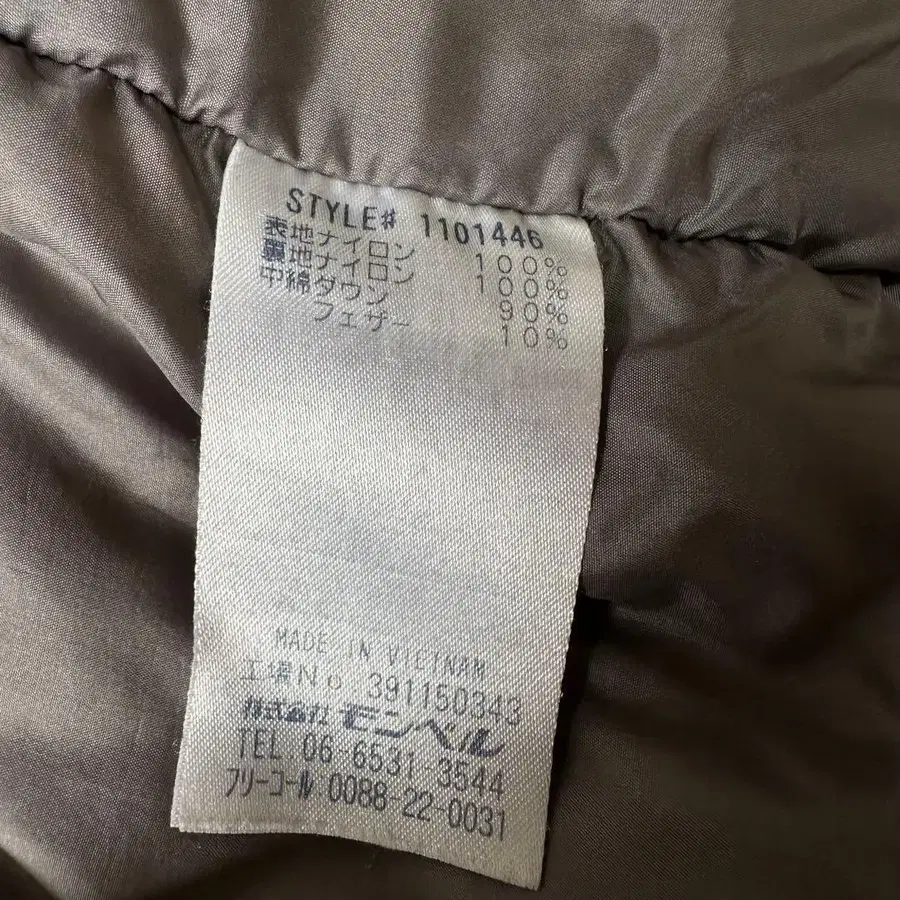 STYLE# 1101446
表地ナイロン 100%
裏地ナイロン 100%
中綿ダウン 90%
フェザー 10%
MADE IN VIETNAM
工場No. 391150343
株式会社モンベル
TEL. 06-6531-3544
フリーコール 0088-22-0031